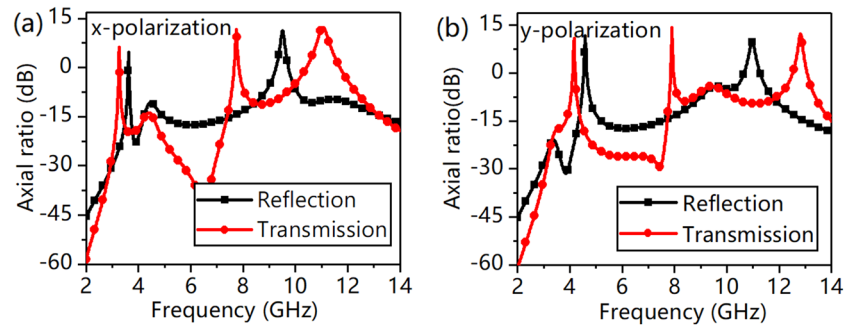 (a)
x-polarization
Axial ratio (dB)
15
0
-15
-30
-45
-60
Reflection
Transmission
2 4 6 8 10 12 14
Frequency (GHz)
(b)
y-polarization
Axial ratio(dB)
15
0
-15
-30
-45
-60
Reflection
Transmission
2 4 6 8 10 12 14
Frequency (GHz)